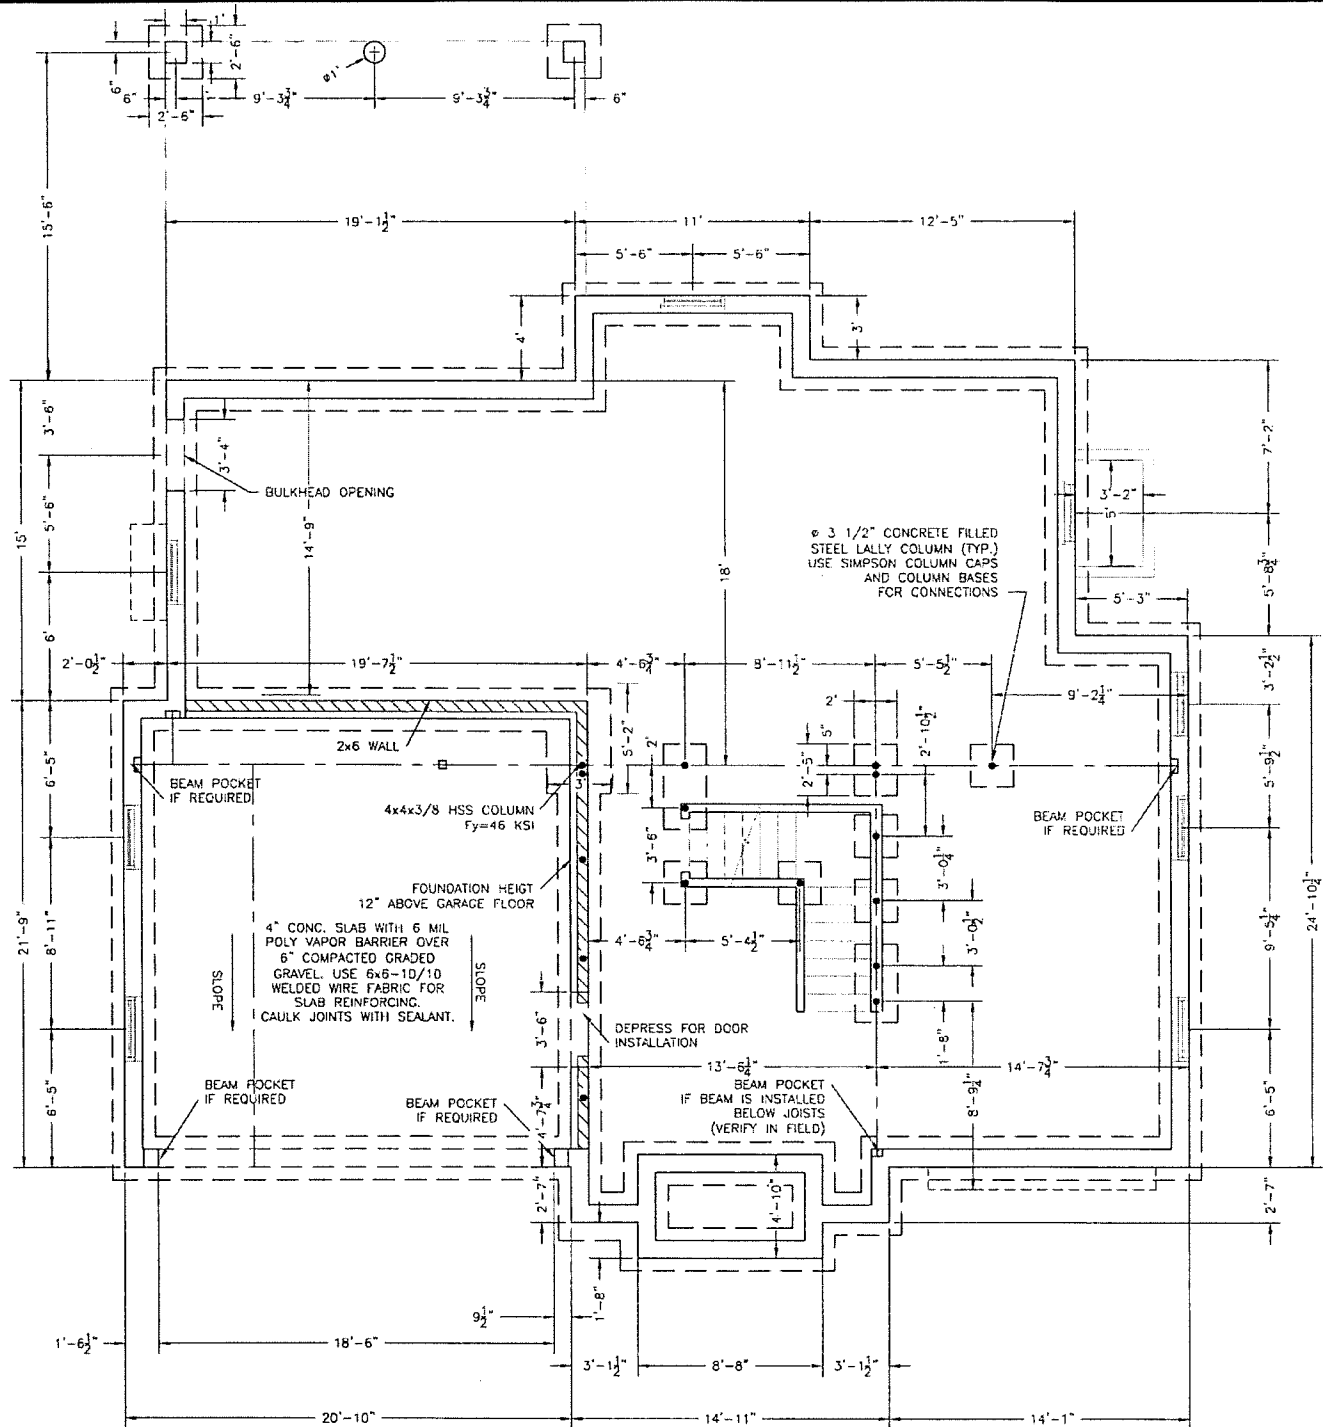 1'
2'-6"
ø1'
6"
6"
9'-3¾"
9'-3¾"
6"
2'-6"
15'-6"
19'-1½"
11'
12'-5"
5'-6"
5'-6"
4'
3'
3'-6"
3'-4"
7'-2"
BULKHEAD OPENING
3'-2"
5'
5'-6"
15'
14'-9"
18'
ø 3 1/2" CONCRETE FILLED
STEEL LALLY COLUMN (TYP.)
USE SIMPSON COLUMN CAPS
AND COLUMN BASES
FOR CONNECTIONS
5'-8¾"
5'-3"
6'
2'-0½"
19'-7½"
4'-6¾"
8'-11½"
5'-5½"
3'-2½"
9'-2¼"
2'
5'-2"
2'
5"
2'-10½"
2'-5"
2x6 WALL
6'-5"
5'-9½"
BEAM POCKET
IF REQUIRED
3'
4x4x3/8 HSS COLUMN
Fy=46 KSI
BEAM POCKET
IF REQUIRED
3'-6"
3'-0¼"
FOUNDATION HEIGT
12" ABOVE GARAGE FLOOR
24'-10¼"
21'-9"
8'-11"
4" CONC. SLAB WITH 6 MIL
POLY VAPOR BARRIER OVER
6" COMPACTED GRADED
GRAVEL. USE 6x6-10/10
WELDED WIRE FABRIC FOR
SLAB REINFORCING.
CAULK JOINTS WITH SEALANT.
SLOPE
SLOPE
4'-6¾"
5'-4½"
3'-0½"
9'-5¼"
3'-6"
DEPRESS FOR DOOR
INSTALLATION
1'-8"
13'-6¼"
14'-7¾"
6'-5"
BEAM POCKET
IF REQUIRED
BEAM POCKET
IF REQUIRED
4'-7¾"
BEAM POCKET
IF BEAM IS INSTALLED
BELOW JOISTS
(VERIFY IN FIELD)
8'-9¼"
6'-5"
2'-7"
4'-10"
2'-7"
1'-8"
9½"
1'-6½"
18'-6"
3'-1½"
8'-8"
3'-1½"
20'-10"
14'-11"
14'-1"